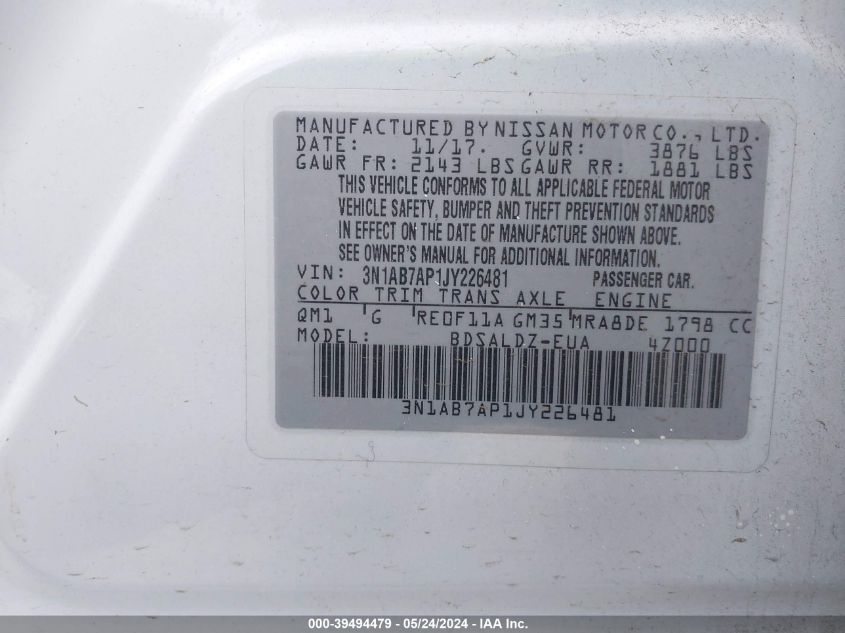 MANUFACTURED BY NISSAN MOTOR CO., LTD.
DATE: 11/17. GVWR: 3876 LBS
GAWR FR: 2143 LBS GAWR RR: 1881 LBS
THIS VEHICLE CONFORMS TO ALL APPLICABLE FEDERAL MOTOR
VEHICLE SAFETY, BUMPER AND THEFT PREVENTION STANDARDS
IN EFFECT ON THE DATE OF MANUFACTURE SHOWN ABOVE.
SEE OWNER'S MANUAL FOR ADDITIONAL INFORMATION.
VIN: 3N1AB7AP1JY226481 PASSENGER CAR.
COLOR TRIM TRANS AXLE ENGINE
QM1 G RE0F11A GM35 MRA8DE 1798 CC
MODEL: BDSALDZ-EUA 4Z000
3N1AB7AP1JY226481
000-39494479 - 05/24/2024 - IAA Inc.